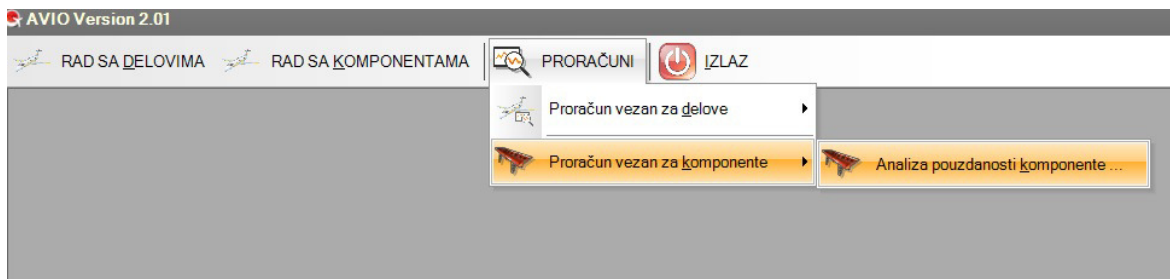 AVIO Version 2.01
RAD SA DELOVIMA RAD SA KOMPONENTAMA PRORAČUNI IZLAZ
Proračun vezan za delove
Proračun vezan za komponente Analiza pouzdanosti komponente ...